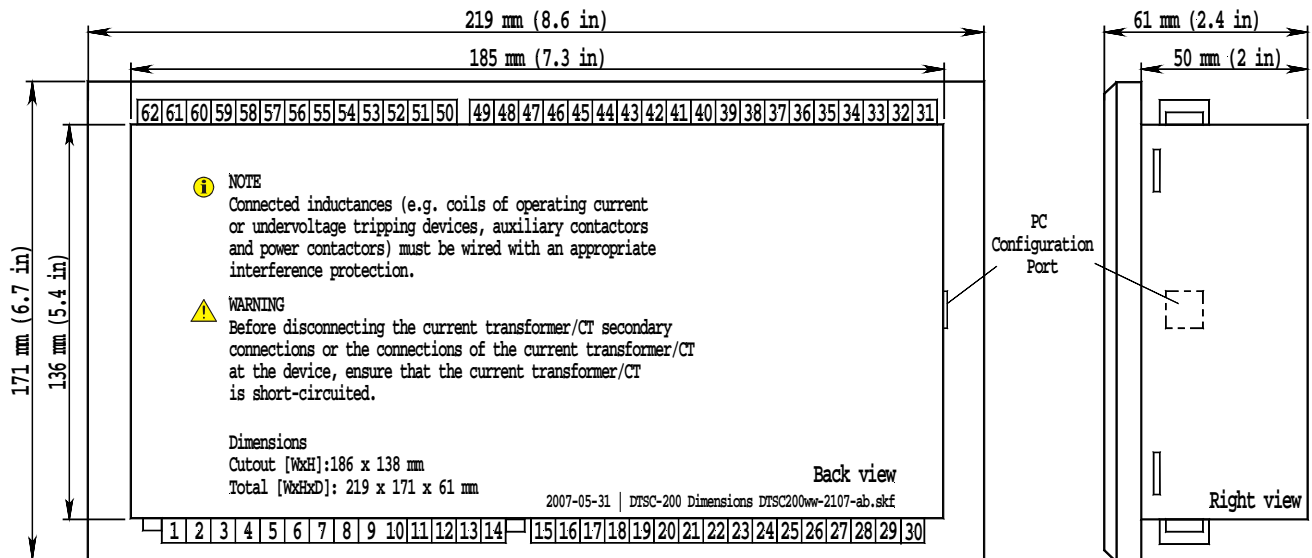 219 mm (8.6 in)
185 mm (7.3 in)
61 mm (2.4 in)
50 mm (2 in)
62 61 60 59 58 57 56 55 54 53 52 51 50 49 48 47 46 45 44 43 42 41 40 39 38 37 36 35 34 33 32 31
171 mm (6.7 in)
136 mm (5.4 in)
NOTE
Connected inductances (e.g. coils of operating current
or undervoltage tripping devices, auxiliary contactors
and power contactors) must be wired with an appropriate
interference protection.
WARNING
Before disconnecting the current transformer/CT secondary
connections or the connections of the current transformer/CT
at the device, ensure that the current transformer/CT
is short-circuited.
Dimensions
Cutout [WxH]:186 x 138 mm
Total [WxHxD]: 219 x 171 x 61 mm
Back view
2007-05-31 | DTSC-200 Dimensions DTSC200ww-2107-ab.skf
1 2 3 4 5 6 7 8 9 10 11 12 13 14 15 16 17 18 19 20 21 22 23 24 25 26 27 28 29 30
PC
Configuration
Port
Right view